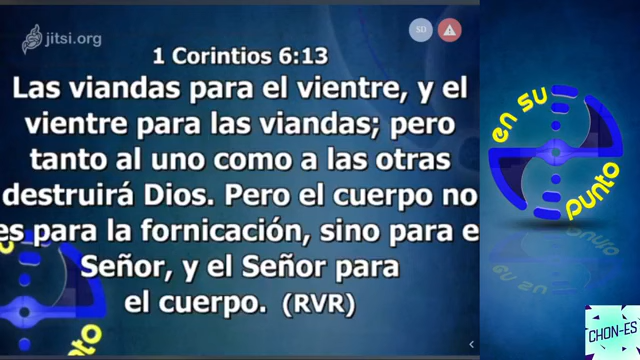 jitsi.org
SD
1 Corintios 6:13
Las viandas para el vientre, y el
vientre para las viandas; pero
tanto al uno como a las otras
destruirá Dios. Pero el cuerpo no
es para la fornicación, sino para e
Señor, y el Señor para
el cuerpo. (RVR)
en su
punto
punto
CHON-ES